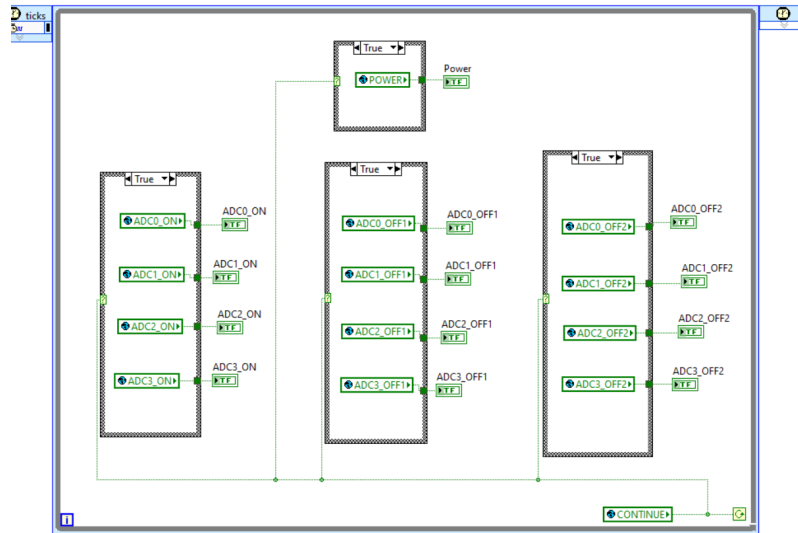 ticks
True
Power
POWER
True
ADC0_ON
ADC0_ON
ADC1_ON
ADC1_ON
ADC2_ON
ADC2_ON
ADC3_ON
ADC3_ON
True
ADC0_OFF1
ADC0_OFF1
ADC1_OFF1
ADC1_OFF1
ADC2_OFF1
ADC2_OFF1
ADC3_OFF1
ADC3_OFF1
True
ADC0_OFF2
ADC0_OFF2
ADC1_OFF2
ADC1_OFF2
ADC2_OFF2
ADC2_OFF2
ADC3_OFF2
ADC3_OFF2
i
CONTINUE